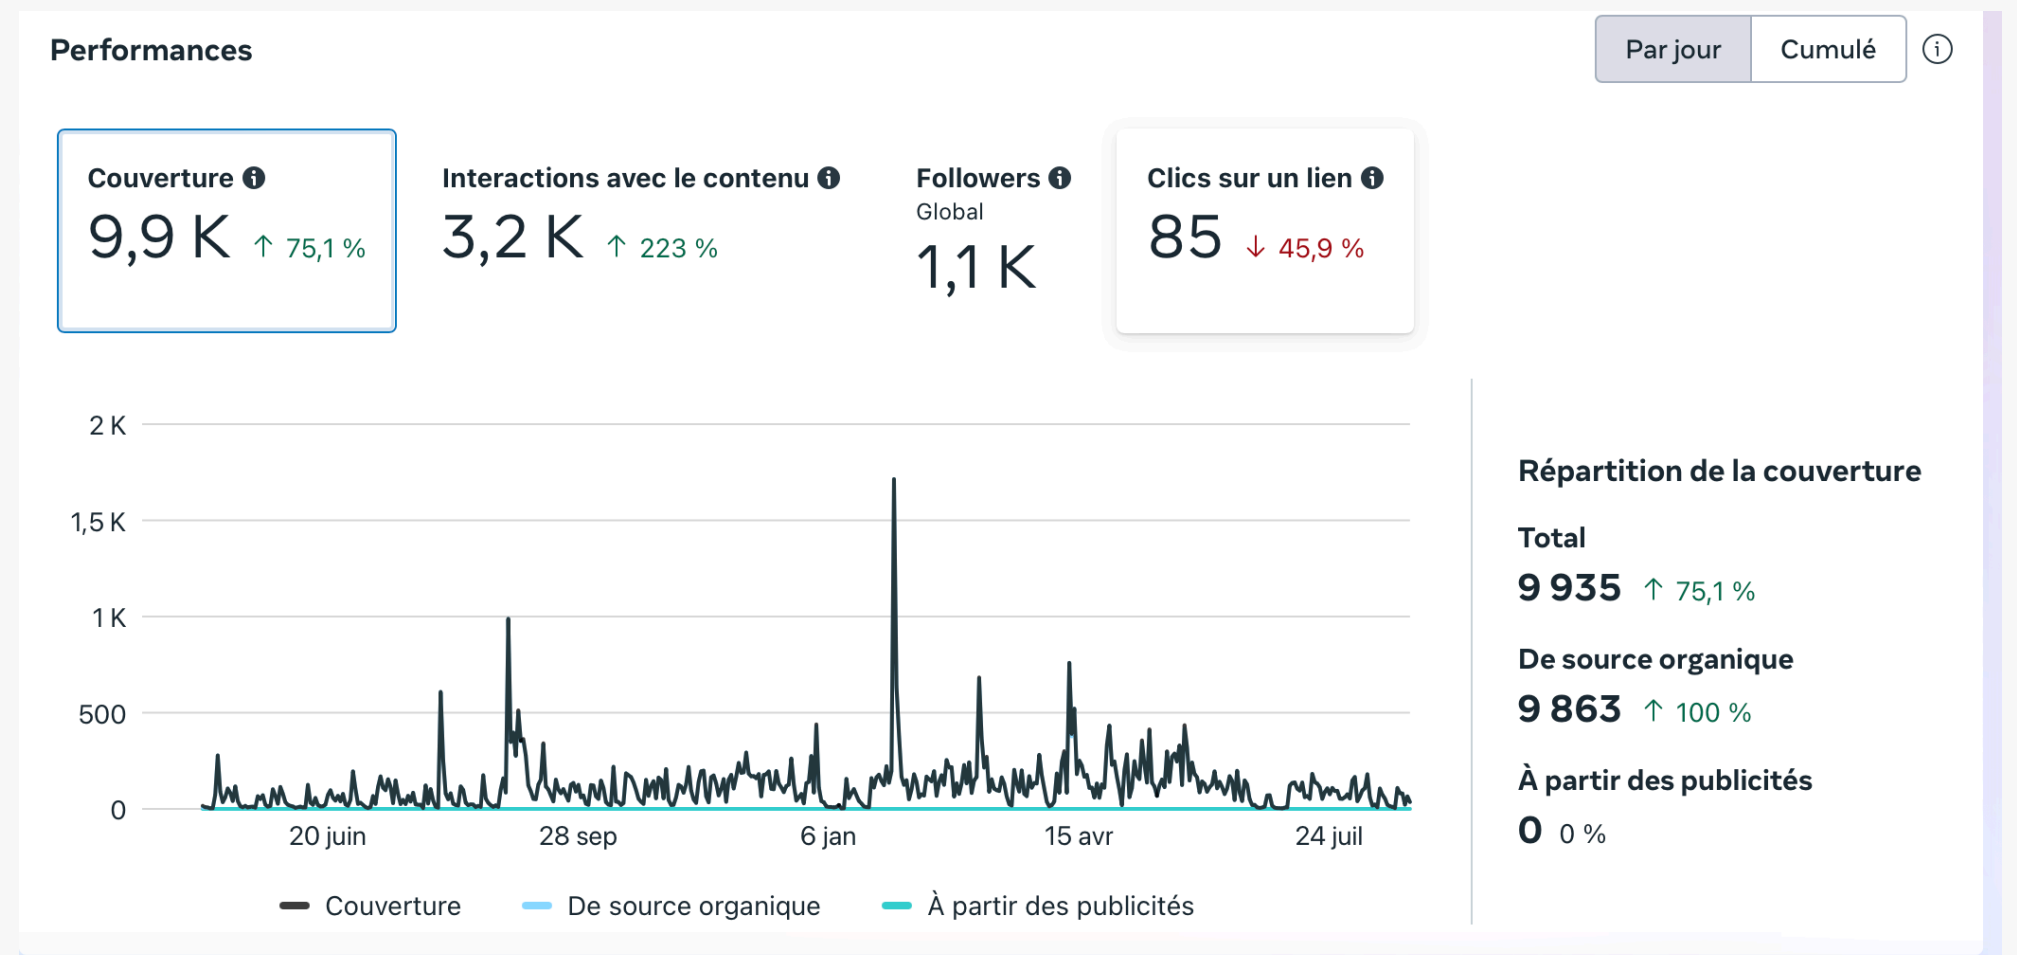 Performances
Par jour
Cumulé
Couverture
9,9 K ↑ 75,1 %
Interactions avec le contenu
3,2 K ↑ 223 %
Followers
Global
1,1 K
Clics sur un lien
85 ↓ 45,9 %
2 K
1,5 K
1 K
500
0
20 juin
28 sep
6 jan
15 avr
24 juil
Couverture
De source organique
À partir des publicités
Répartition de la couverture
Total
9 935 ↑ 75,1 %
De source organique
9 863 ↑ 100 %
À partir des publicités
0 0 %